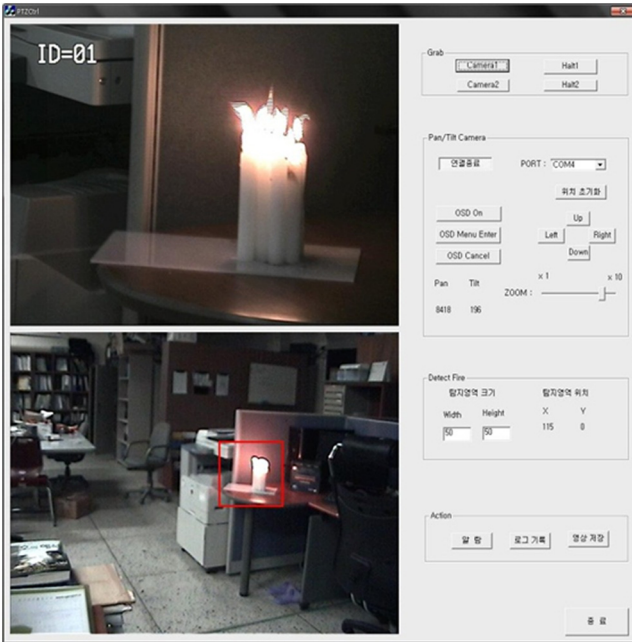 PTZCtrl
ID=01
Grab
Camera1
Halt1
Camera2
Halt2
Pan/Tilt Camera
연결종료
PORT : COM4
위치 초기화
OSD On
Up
OSD Menu Enter
Left
Right
OSD Cancel
Down
Pan
Tilt
× 1
× 10
ZOOM :
8418
196
Detect Fire
탐지영역 크기
탐지영역 위치
Width
Height
X
Y
50
50
115
0
Action
알 람
로그 기록
영상 저장
종 료